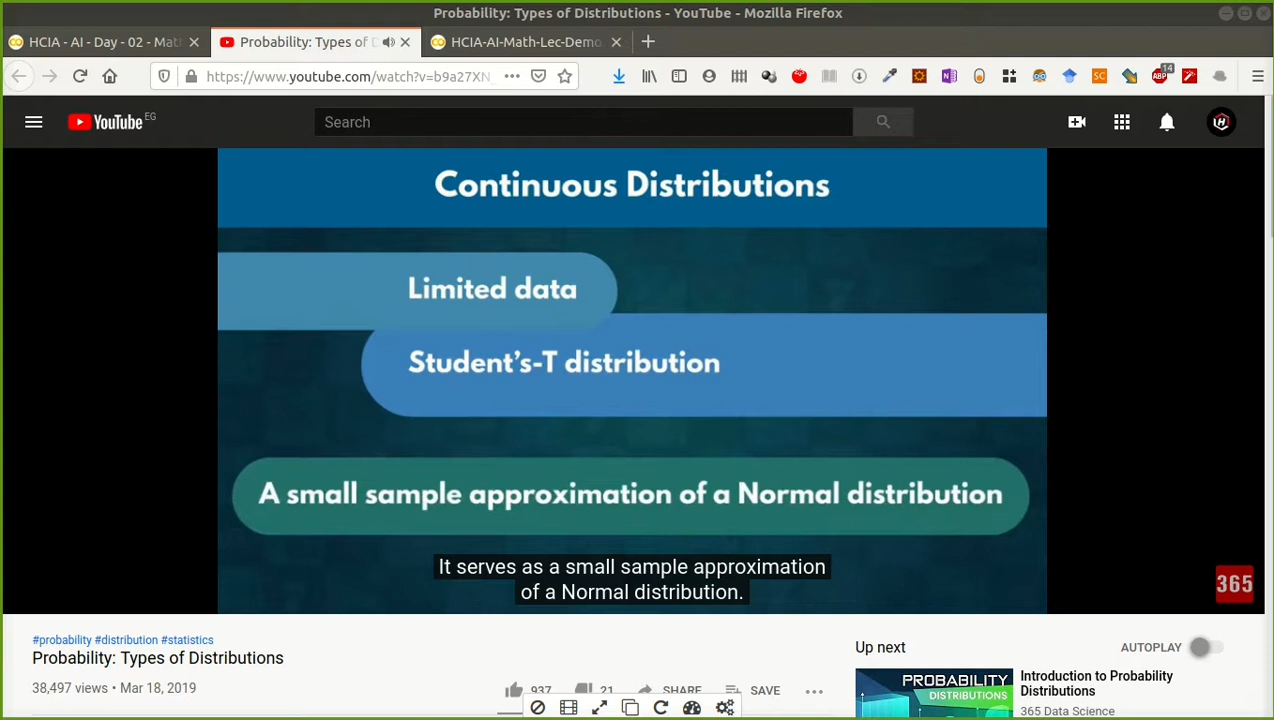 Probability: Types of Distributions - YouTube - Mozilla Firefox
HCIA - AI - Day - 02 - Mat
Probability: Types of D
HCIA-AI-Math-Lec-Demo.
https://www.youtube.com/watch?v=b9a27XN
ABP
14
SC
YouTube
EG
Search
Continuous Distributions
Limited data
Student's-T distribution
A small sample approximation of a Normal distribution
It serves as a small sample approximation
of a Normal distribution.
365
#probability #distribution #statistics
Probability: Types of Distributions
38,497 views • Mar 18, 2019
937
21
SHARE
SAVE
Up next
AUTOPLAY
PROBABILITY
DISTRIBUTIONS
Introduction to Probability
Distributions
365 Data Science